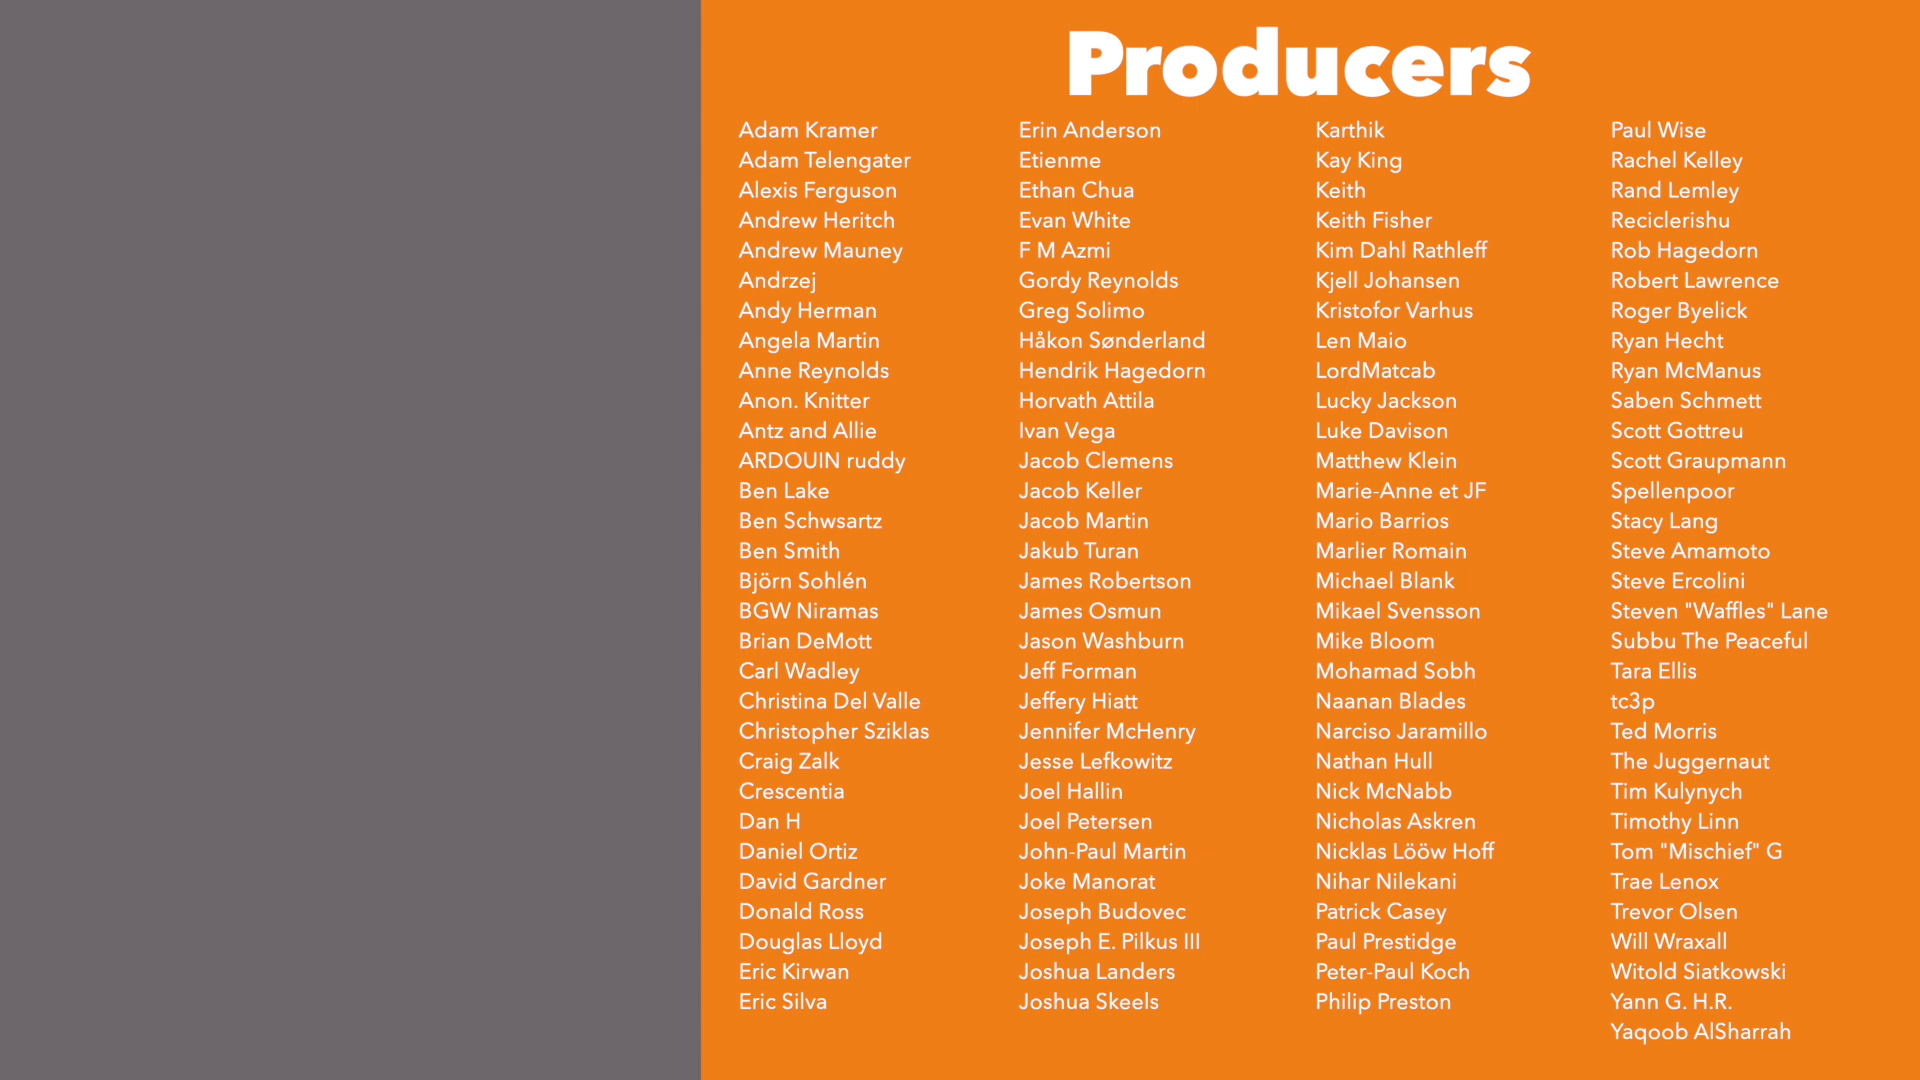 Producers
Adam Kramer
Adam Telengater
Alexis Ferguson
Andrew Heritch
Andrew Mauney
Andrzej
Andy Herman
Angela Martin
Anne Reynolds
Anon. Knitter
Antz and Allie
ARDOUIN ruddy
Ben Lake
Ben Schwsartz
Ben Smith
Björn Sohlén
BGW Niramas
Brian DeMott
Carl Wadley
Christina Del Valle
Christopher Sziklas
Craig Zalk
Crescentia
Dan H
Daniel Ortiz
David Gardner
Donald Ross
Douglas Lloyd
Eric Kirwan
Eric Silva
Erin Anderson
Etienme
Ethan Chua
Evan White
F M Azmi
Gordy Reynolds
Greg Solimo
Håkon Sønderland
Hendrik Hagedorn
Horvath Attila
Ivan Vega
Jacob Clemens
Jacob Keller
Jacob Martin
Jakub Turan
James Robertson
James Osmun
Jason Washburn
Jeff Forman
Jeffery Hiatt
Jennifer McHenry
Jesse Lefkowitz
Joel Hallin
Joel Petersen
John-Paul Martin
Joke Manorat
Joseph Budovec
Joseph E. Pilkus III
Joshua Landers
Joshua Skeels
Karthik
Kay King
Keith
Keith Fisher
Kim Dahl Rathleff
Kjell Johansen
Kristofor Varhus
Len Maio
LordMatcab
Lucky Jackson
Luke Davison
Matthew Klein
Marie-Anne et JF
Mario Barrios
Marlier Romain
Michael Blank
Mikael Svensson
Mike Bloom
Mohamad Sobh
Naanan Blades
Narciso Jaramillo
Nathan Hull
Nick McNabb
Nicholas Askren
Nicklas Lööw Hoff
Nihar Nilekani
Patrick Casey
Paul Prestidge
Peter-Paul Koch
Philip Preston
Paul Wise
Rachel Kelley
Rand Lemley
Reciclerishu
Rob Hagedorn
Robert Lawrence
Roger Byelick
Ryan Hecht
Ryan McManus
Saben Schmett
Scott Gottreu
Scott Graupmann
Spellenpoor
Stacy Lang
Steve Amamoto
Steve Ercolini
Steven "Waffles" Lane
Subbu The Peaceful
Tara Ellis
tc3p
Ted Morris
The Juggernaut
Tim Kulynych
Timothy Linn
Tom "Mischief" G
Trae Lenox
Trevor Olsen
Will Wraxall
Witold Siatkowski
Yann G. H.R.
Yaqoob AlSharrah